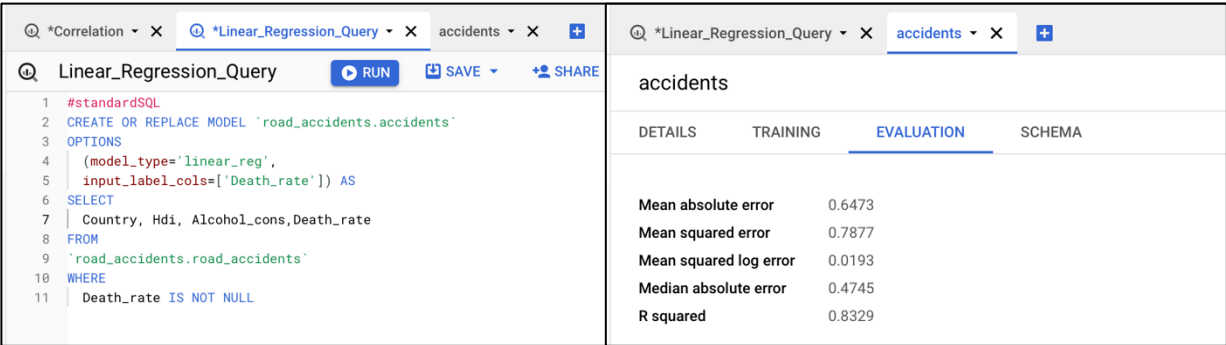 *Correlation *Linear_Regression_Query accidents
Linear_Regression_Query RUN SAVE SHARE
1 #standardSQL
2 CREATE OR REPLACE MODEL `road_accidents.accidents`
3 OPTIONS
4 (model_type='linear_reg',
5 input_label_cols=['Death_rate']) AS
6 SELECT
7 Country, Hdi, Alcohol_cons,Death_rate
8 FROM
9 `road_accidents.road_accidents`
10 WHERE
11 Death_rate IS NOT NULL
*Linear_Regression_Query accidents
accidents
DETAILS TRAINING EVALUATION SCHEMA
Mean absolute error 0.6473
Mean squared error 0.7877
Mean squared log error 0.0193
Median absolute error 0.4745
R squared 0.8329